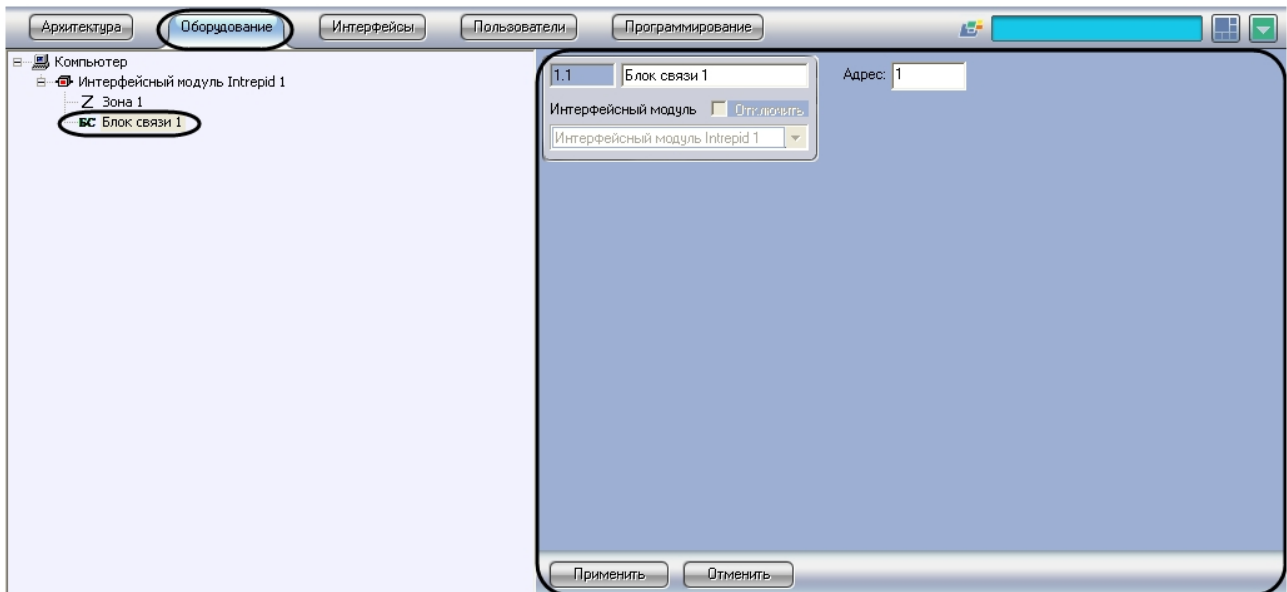 Архитектура Оборудование Интерфейсы Пользователи Программирование
Компьютер
Интерфейсный модуль Intrepid 1
Z Зона 1
БС Блок связи 1
1.1 Блок связи 1 Адрес: 1
Интерфейсный модуль Отключить
Интерфейсный модуль Intrepid 1
Применить Отменить